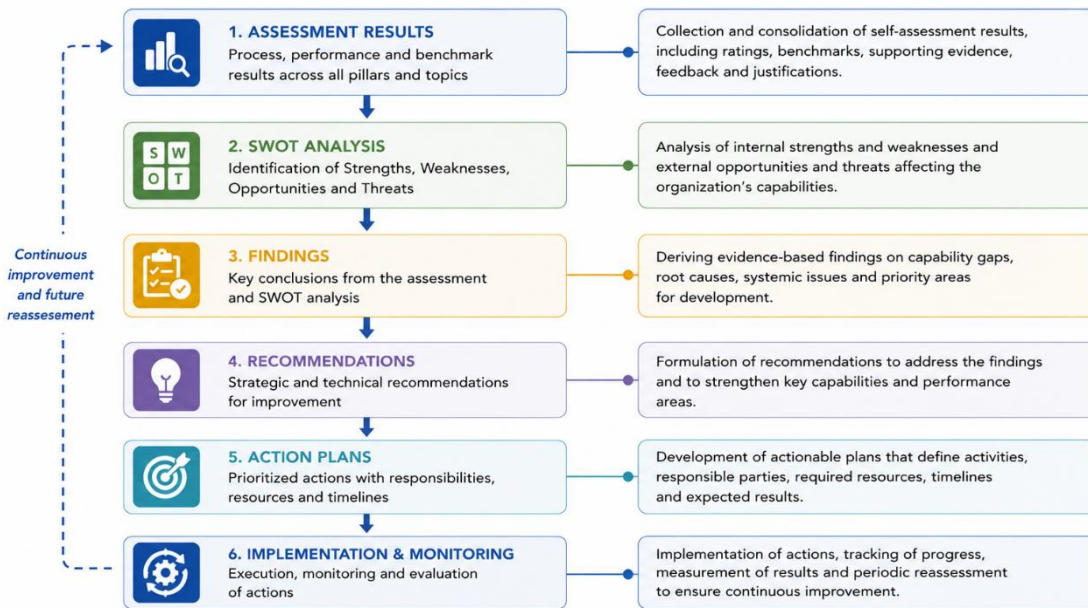 1. ASSESSMENT RESULTS
Process, performance and benchmark
results across all pillars and topics
Collection and consolidation of self-assessment results,
including ratings, benchmarks, supporting evidence,
feedback and justifications.
S W
O T
2. SWOT ANALYSIS
Identification of Strengths, Weaknesses,
Opportunities and Threats
Analysis of internal strengths and weaknesses and
external opportunities and threats affecting the
organization's capabilities.
Continuous
improvement
and future
reassesement
3. FINDINGS
Key conclusions from the assessment
and SWOT analysis
Deriving evidence-based findings on capability gaps,
root causes, systemic issues and priority areas
for development.
4. RECOMMENDATIONS
Strategic and technical recommendations
for improvement
Formulation of recommendations to address the findings
and to strengthen key capabilities and performance
areas.
5. ACTION PLANS
Prioritized actions with responsibilities,
resources and timelines
Development of actionable plans that define activities,
responsible parties, required resources, timelines
and expected results.
6. IMPLEMENTATION & MONITORING
Execution, monitoring and evaluation
of actions
Implementation of actions, tracking of progress,
measurement of results and periodic reassessment
to ensure continuous improvement.